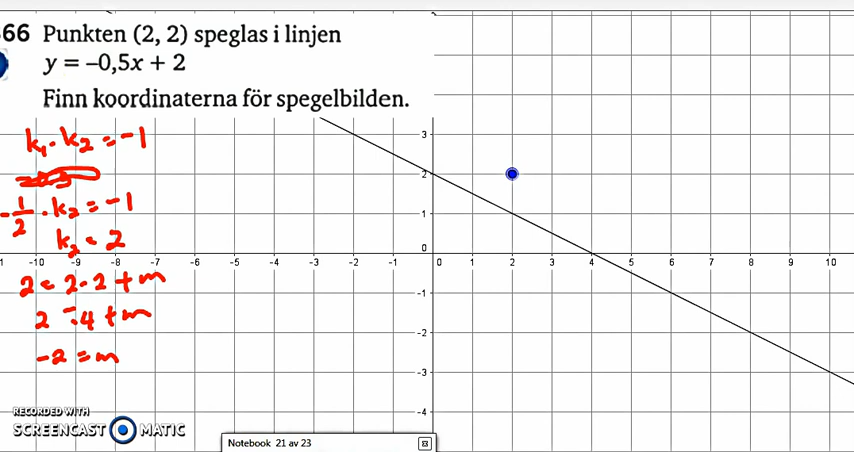 66 Punkten (2, 2) speglas i linjen
y = –0,5x + 2
Finn koordinaterna för spegelbilden.
k₁ · k₂ = -1
-1/2 · k₂ = -1
k₂ = 2
2 = 2·2 + m
2 = 4 + m
-2 = m
3
2
1
0
-10 -9 -8 -7 -6 -5 -4 -3 -2 -1 0 1 2 3 4 5 6 7 8 9 10
-1
-2
-3
-4
RECORDED WITH
SCREENCAST MATIC
Notebook 21 av 23